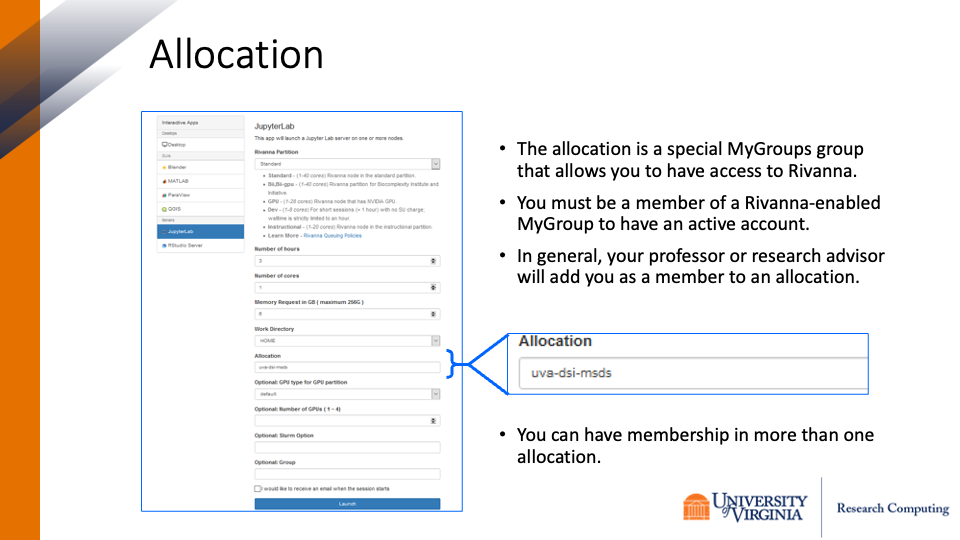 Allocation
Interactive Apps
Desktops
Desktop
GUIs
Blender
MATLAB
ParaView
QGIS
Servers
JupyterLab
RStudio Server
JupyterLab
This app will launch a Jupyter Lab server on one or more nodes.
Rivanna Partition
Standard
• Standard - (1-40 cores) Rivanna node in the standard partition.
• BiI,BiI-gpu - (1-40 cores) Rivanna partition for Biocomplexity Institute and
Initiative.
• GPU - (1-28 cores) Rivanna node that has NVIDIA GPU.
• Dev - (1-8 cores) For short sessions (≤ 1 hour) with no SU charge;
walltime is strictly limited to an hour.
• Instructional - (1-20 cores) Rivanna node in the instructional partition.
• Learn More - Rivanna Queuing Policies
Number of hours
3
Number of cores
1
Memory Request in GB ( maximum 256G )
6
Work Directory
HOME
Allocation
uva-dsi-msds
Optional: GPU type for GPU partition
default
Optional: Number of GPUs ( 1 - 4)
Optional: Slurm Option
Optional: Group
I would like to receive an email when the session starts
Launch
• The allocation is a special MyGroups group
that allows you to have access to Rivanna.
• You must be a member of a Rivanna-enabled
MyGroup to have an active account.
• In general, your professor or research advisor
will add you as a member to an allocation.
Allocation
uva-dsi-msds
• You can have membership in more than one
allocation.
UNIVERSITY
of VIRGINIA
Research Computing